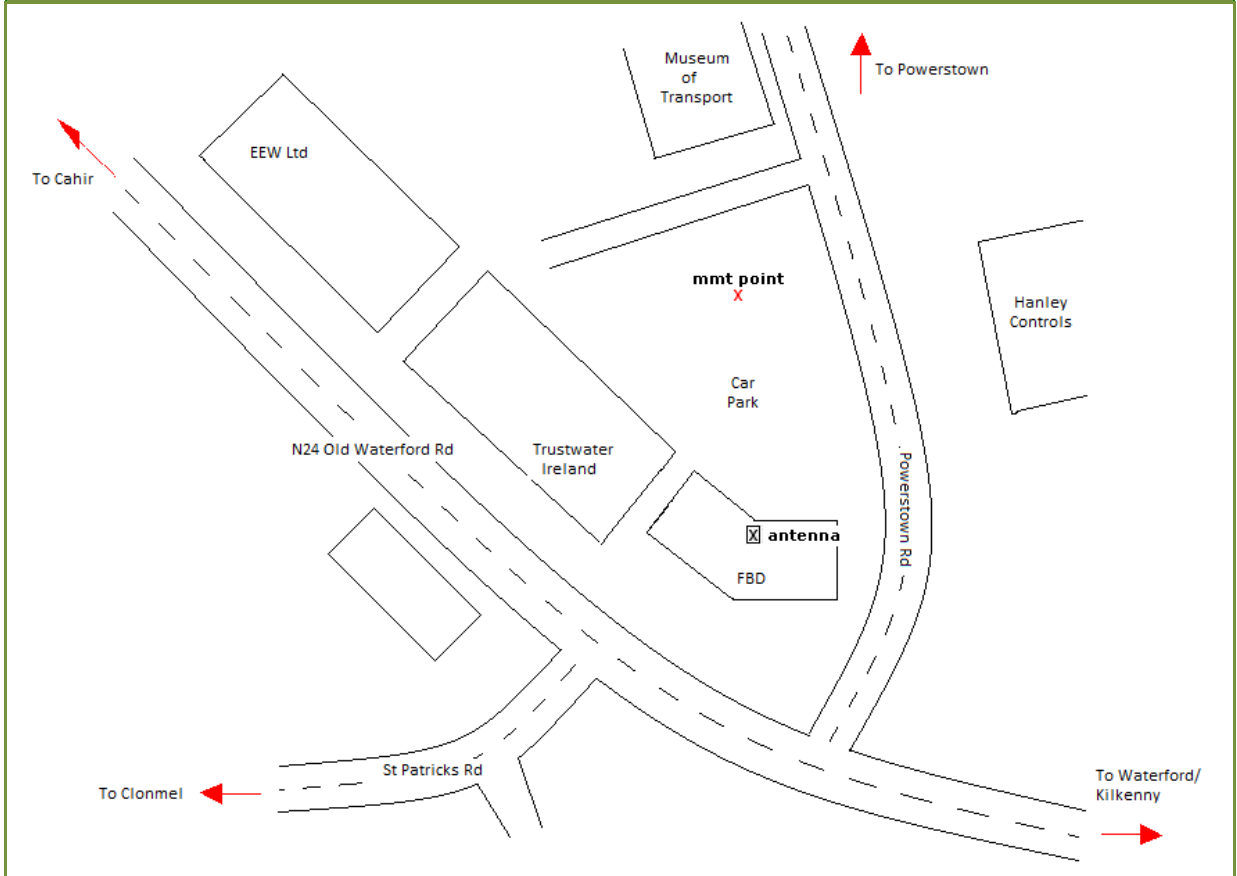 Museum
of
Transport
To Powerstown
EEW Ltd
To Cahir
mmt point
X
Hanley
Controls
Car
Park
N24 Old Waterford Rd
Trustwater
Ireland
Powerstown Rd
X antenna
FBD
St Patricks Rd
To Clonmel
To Waterford/
Kilkenny